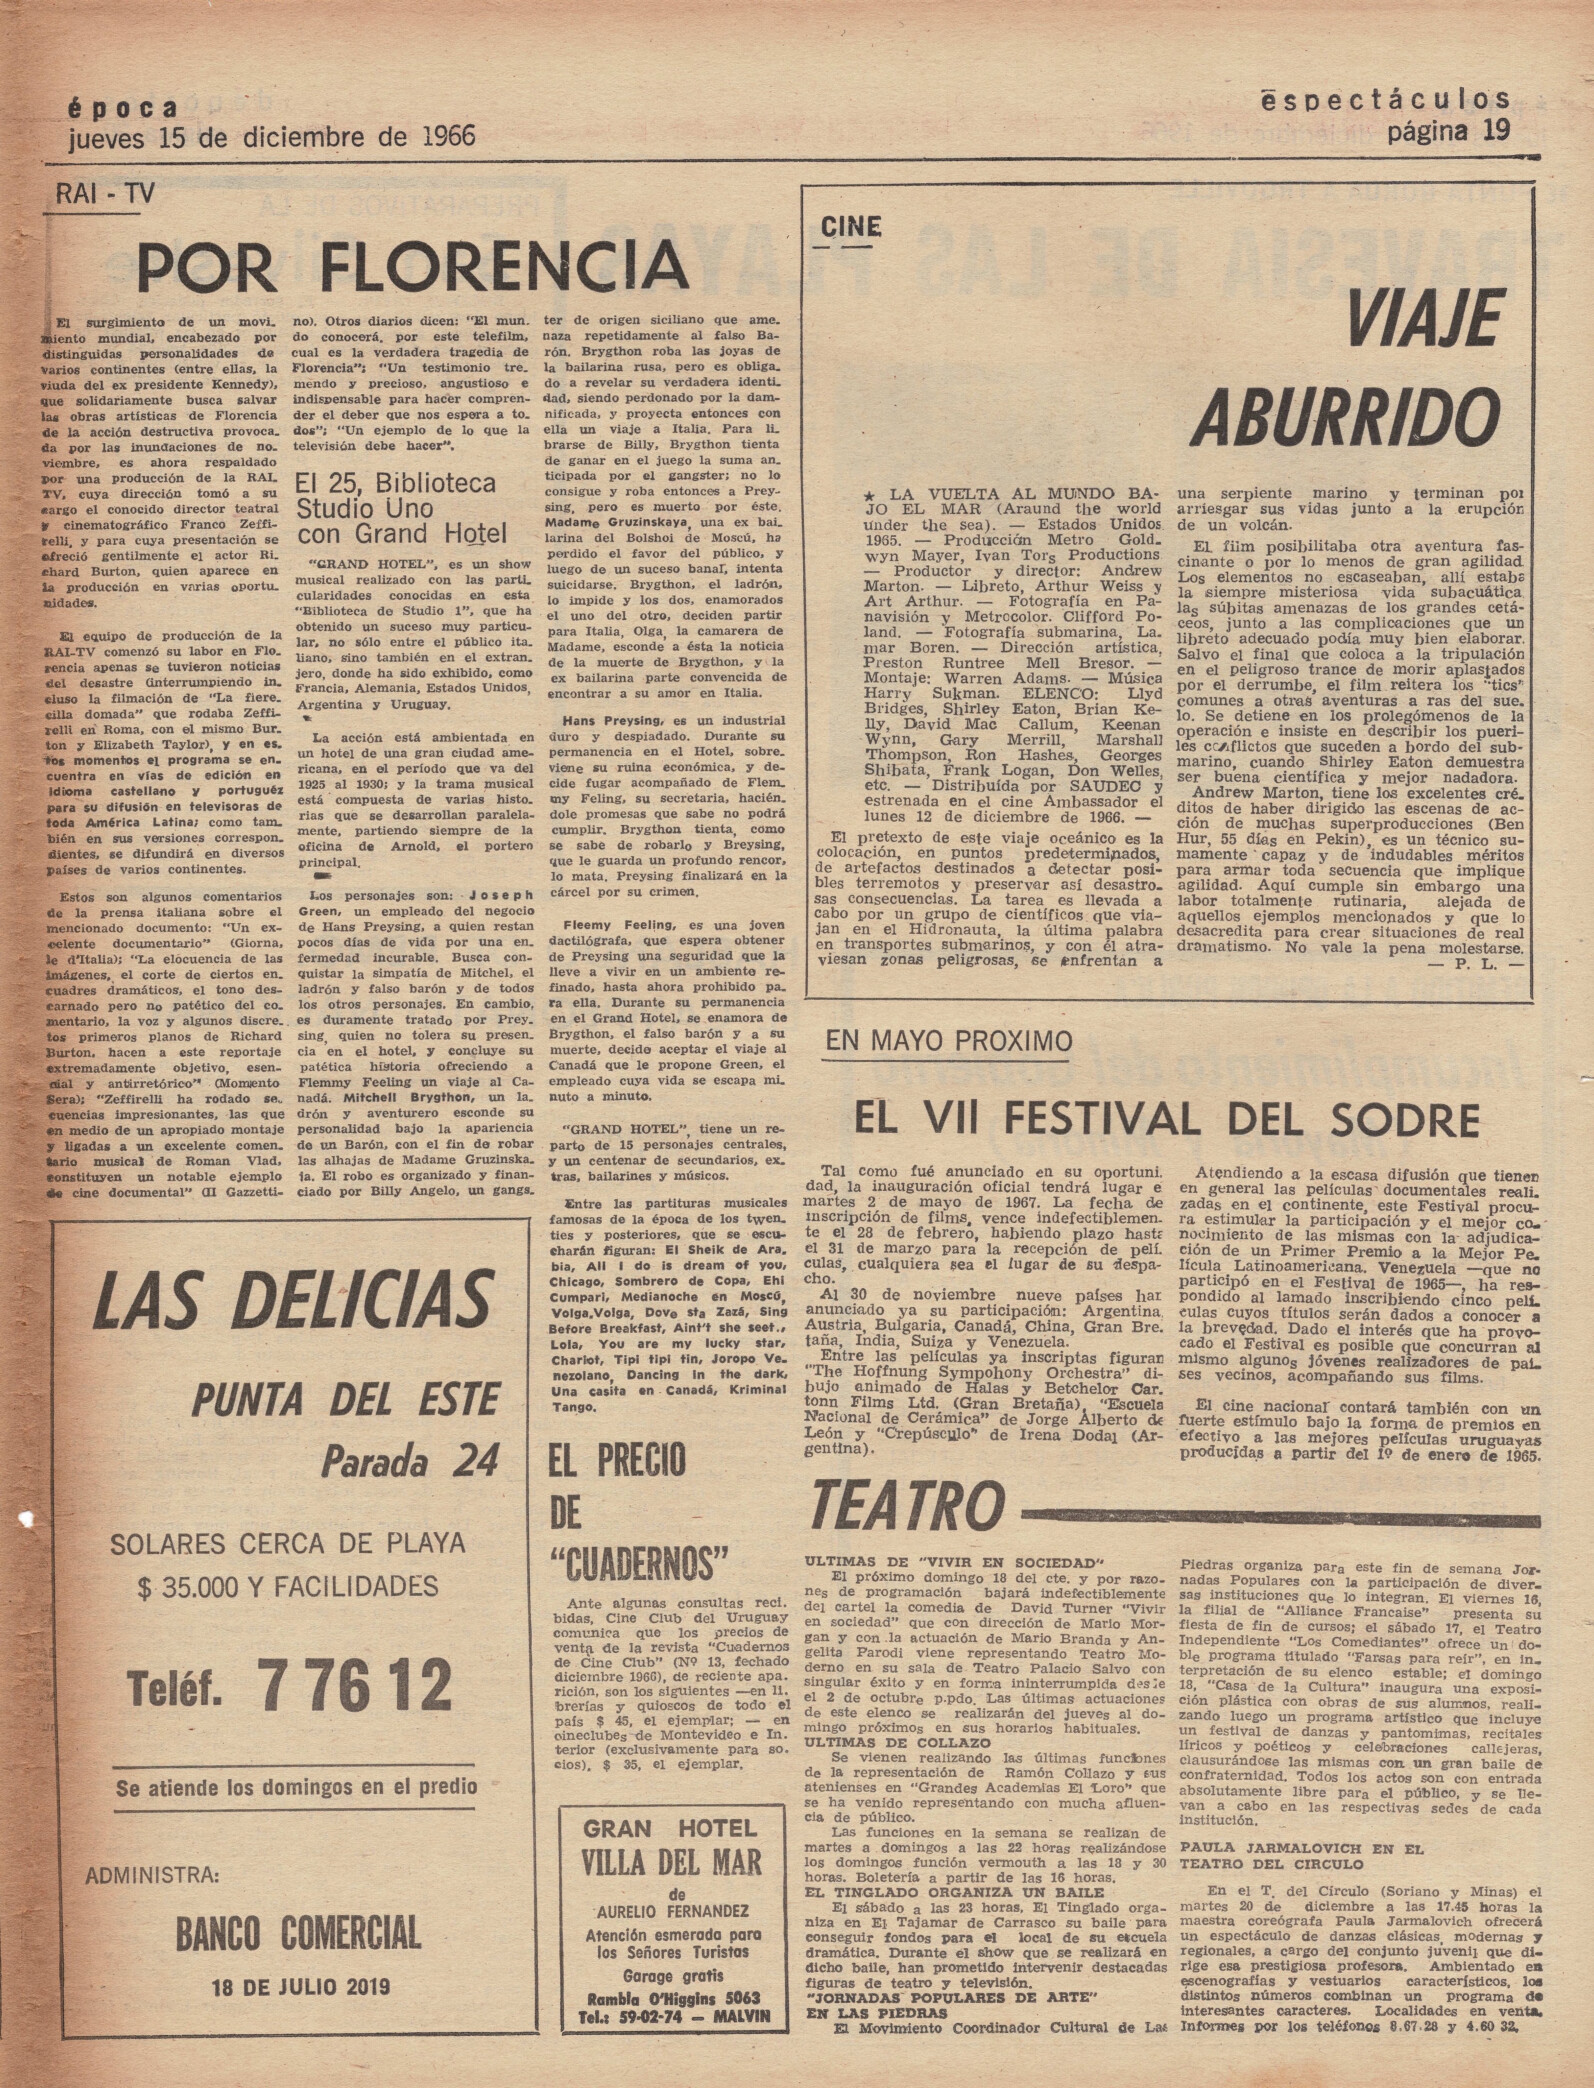 época
jueves 15 de diciembre de 1966
espectáculos
página 19
RAI - TV
POR FLORENCIA
El surgimiento de un movi-
miento mundial, encabezado por
distinguidas personalidades de
varios continentes (entre ellas, la
viuda del ex presidente Kennedy),
que solidariamente busca salvar
las obras artísticas de Florencia
de la acción destructiva provoca-
da por las inundaciones de no-
viembre, es ahora respaldado
por una producción de la RAI.
TV, cuya dirección tomó a su
cargo el conocido director teatral
y cinematográfico Franco Zeffi-
relli, y para cuya presentación se
ofreció gentilmente el actor Ri-
chard Burton, quien aparece en
la producción en varias oportu-
nidades.
El equipo de producción de la
RAI-TV comenzó su labor en Flo-
rencia apenas se tuvieron noticias
del desastre (interrumpiendo in-
cluso la filmación de "La fiere-
cilla domada" que rodaba Zeffi-
relli en Roma, con el mismo Bur-
ton y Elizabeth Taylor), y en es-
tos momentos el programa se en-
cuentra en vías de edición en
idioma castellano y portuguéz
para su difusión en televisoras de
toda América Latina; como tam-
bién en sus versiones correspon-
dientes, se difundirá en diversos
países de varios continentes.
Estos son algunos comentarios
de la prensa italiana sobre el
mencionado documento: "Un ex-
celente documentario" (Giorna-
le d'Italia); "La elocuencia de las
imágenes, el corte de ciertos en-
cuadres dramáticos, el tono des-
carnado pero no patético del co-
mentario, la voz y algunos discre-
tos primeros planos de Richard
Burton, hacen a este reportaje
extremadamente objetivo, esen-
cial y antirretórico" (Momento
Sera); "Zeffirelli ha rodado se-
cuencias impresionantes, las que
en medio de un apropiado montaje
y ligadas a un excelente comen-
tario musical de Roman Vlad,
constituyen un notable ejemplo
de cine documental" (Il Gazzetti-
no). Otros diarios dicen: "El mun-
do conocerá, por este telefilm,
cual es la verdadera tragedia de
Florencia"; "Un testimonio tre-
mendo y precioso, angustioso e
indispensable para hacer compren-
der el deber que nos espera a to-
dos"; "Un ejemplo de lo que la
televisión debe hacer".
El 25, Biblioteca
Studio Uno
con Grand Hotel
"GRAND HOTEL", es un show
musical realizado con las parti-
cularidades conocidas en esta
"Biblioteca de Studio 1", que ha
obtenido un suceso muy particu-
lar, no sólo entre el público ita-
liano, sino también en el extran-
jero, donde ha sido exhibido, como
Francia, Alemania, Estados Unidos,
Argentina y Uruguay.
La acción está ambientada en
un hotel de una gran ciudad ame-
ricana, en el período que va del
1925 al 1930; y la trama musical
está compuesta de varias histo-
rias que se desarrollan paralela-
mente, partiendo siempre de la
oficina de Arnold, el portero
principal.
Los personajes son: Joseph
Green, un empleado del negocio
de Hans Preysing, a quien restan
pocos días de vida por una en-
fermedad incurable. Busca con-
quistar la simpatía de Mitchel, el
ladrón y falso barón y de todos
los otros personajes. En cambio,
es duramente tratado por Prey-
sing, quien no tolera su presen-
cia en el hotel, y concluye su
patética historia ofreciendo a
Flemmy Feeling un viaje al Ca-
nadá. Mitchell Brygthon, un la-
drón y aventurero esconde su
personalidad bajo la apariencia
de un Barón, con el fin de robar
las alhajas de Madame Gruzinska-
ia. El robo es organizado y finan-
ciado por Billy Angelo, un gangs-
ter de origen siciliano que ame-
naza repetidamente al falso Ba-
rón. Brygthon roba las joyas de
la bailarina rusa, pero es obliga-
do a revelar su verdadera identi-
dad, siendo perdonado por la dam-
nificada, y proyecta entonces con
ella un viaje a Italia. Para li-
brarse de Billy, Brygthon tienta
de ganar en el juego la suma an-
ticipada por el gangster; no lo
consigue y roba entonces a Prey-
sing, pero es muerto por éste.
Madame Gruzinskaya, una ex bai-
larina del Bolshoi de Moscú, ha
perdido el favor del público, y
luego de un suceso banal, intenta
suicidarse. Brygthon, el ladrón,
lo impide y los dos, enamorados
el uno del otro, deciden partir
para Italia, Olga, la camarera de
Madame, esconde a ésta la noticia
de la muerte de Brygthon, y la
ex bailarina parte convencida de
encontrar a su amor en Italia.
Hans Preysing, es un industrial
duro y despiadado. Durante su
permanencia en el Hotel, sobre-
viene su ruina económica, y de-
cide fugar acompañado de Flem-
my Feling, su secretaria, hacién-
dole promesas que sabe no podrá
cumplir. Brygthon tienta, como
se sabe de robarlo y Breysing,
que le guarda un profundo rencor,
lo mata. Preysing finalizará en la
cárcel por su crimen.
Fleemy Feeling, es una joven
dactilógrafa, que espera obtener
de Preysing una seguridad que la
lleve a vivir en un ambiente re-
finado, hasta ahora prohibido pa-
ra ella. Durante su permanencia
en el Grand Hotel, se enamora de
Brygthon, el falso barón y a su
muerte, decide aceptar el viaje al
Canadá que le propone Green, el
empleado cuya vida se escapa mi-
nuto a minuto.
"GRAND HOTEL", tiene un re-
parto de 15 personajes centrales,
y un centenar de secundarios, ex-
tras, bailarines y músicos.
Entre las partituras musicales
famosas de la época de los twen-
ties y posteriores, que se escu-
charán figuran: El Sheik de Ara-
bia, All I do is dream of you,
Chicago, Sombrero de Copa, Ehi
Cumpari, Medianoche en Moscú,
Volga,Volga, Dove sta Zazá, Sing
Before Breakfast, Aint't she seet.,
Lola, You are my lucky star,
Chariot, Tipi tipi tin, Joropo Ve-
nezolano, Dancing in the dark,
Una casita en Canadá, Kriminal
Tango.
EL PRECIO
DE
"CUADERNOS"
Ante algunas consultas reci-
bidas, Cine Club del Uruguay
comunica que los precios de
venta de la revista "Cuadernos
de Cine Club" (Nº 13, fechado
diciembre 1966), de reciente apa-
rición, son los siguientes —en li-
brerías y quioscos de todo el
país $ 45, el ejemplar; — en
cineclubes de Montevideo e In-
terior (exclusivamente para so-
cios), $ 35, el ejemplar.
GRAN HOTEL
VILLA DEL MAR
de
AURELIO FERNANDEZ
Atención esmerada para
los Señores Turistas
Garage gratis
Rambla O'Higgins 5063
Tel.: 59-02-74 — MALVIN
LAS DELICIAS
PUNTA DEL ESTE
Parada 24
SOLARES CERCA DE PLAYA
$ 35.000 Y FACILIDADES
Teléf. 7 76 12
Se atiende los domingos en el predio
ADMINISTRA:
BANCO COMERCIAL
18 DE JULIO 2019
CINE
VIAJE
ABURRIDO
★ LA VUELTA AL MUNDO BA-
JO EL MAR (Araund the world
under the sea). — Estados Unidos
1965. — Producción Metro Gold-
wyn Mayer, Ivan Tors Productions
— Productor y director: Andrew
Marton. — Libreto, Arthur Weiss y
Art Arthur. — Fotografía en Pa-
navisión y Metrocolor. Clifford Po-
land. — Fotografía submarina, La-
mar Boren. — Dirección artística,
Preston Runtree Mell Bresor. —
Montaje: Warren Adams. — Música
Harry Sukman. ELENCO: Llyd
Bridges, Shirley Eaton, Brian Ke-
lly, David Mac Callum, Keenan
Wynn, Gary Merrill, Marshall
Thompson, Ron Hashes, Georges
Shibata, Frank Logan, Don Welles,
etc. — Distribuída por SAUDEC y
estrenada en el cine Ambassador el
lunes 12 de diciembre de 1966. —
El pretexto de este viaje oceánico es la
colocación, en puntos predeterminados,
de artefactos destinados a detectar posi-
bles terremotos y preservar así desastro-
sas consecuencias. La tarea es llevada a
cabo por un grupo de científicos que via-
jan en el Hidronauta, la última palabra
en transportes submarinos, y con él atra-
viesan zonas peligrosas, se enfrentan a
una serpiente marino y terminan por
arriesgar sus vidas junto a la erupción
de un volcán.
El fiim posibilitaba otra aventura fas-
cinante o por lo menos de gran agilidad.
Los elementos no escaseaban, allí estaba
la siempre misteriosa vida subacuática,
las súbitas amenazas de los grandes cetá-
ceos, junto a las complicaciones que un
libreto adecuado podía muy bien elaborar.
Salvo el final que coloca a la tripulación
en el peligroso trance de morir aplastados
por el derrumbe, el film reitera los "tics"
comunes a otras aventuras a ras del sue-
lo. Se detiene en los prolegómenos de la
operación e insiste en describir los pueri-
les conflictos que suceden a bordo del sub-
marino, cuando Shirley Eaton demuestra
ser buena científica y mejor nadadora.
Andrew Marton, tiene los excelentes cré-
ditos de haber dirigido las escenas de ac-
ción de muchas superproducciones (Ben
Hur, 55 días en Pekin), es un técnico su-
mamente capaz y de indudables méritos
para armar toda secuencia que implique
agilidad. Aquí cumple sin embargo una
labor totalmente rutinaria, alejada de
aquellos ejemplos mencionados y que lo
desacredita para crear situaciones de real
dramatismo. No vale la pena molestarse.
— P. L. —
EN MAYO PROXIMO
EL VII FESTIVAL DEL SODRE
Tal como fué anunciado en su oportuni-
dad, la inauguración oficial tendrá lugar e
martes 2 de mayo de 1967. La fecha de
inscripción de films, vence indefectiblemen-
te el 28 de febrero, habiendo plazo hasta
el 31 de marzo para la recepción de pelí-
culas, cualquiera sea el lugar de su despa-
cho.
Al 30 de noviembre nueve países han
anunciado ya su participación: Argentina,
Austria, Bulgaria, Canadá, China, Gran Bre-
taña, India, Suiza y Venezuela.
Entre las películas ya inscriptas figuran
"The Hoffnung Sympohony Orchestra" di-
bujo animado de Halas y Betchelor Car-
tonn Films Ltd. (Gran Bretaña), "Escuela
Nacional de Cerámica" de Jorge Alberto de
León y "Crepúsculo" de Irena Dodal (Ar-
gentina).
Atendiendo a la escasa difusión que tienen
en general las películas documentales reali-
zadas en el continente, este Festival procu-
ra estimular la participación y el mejor co-
nocimiento de las mismas con la adjudica-
ción de un Primer Premio a la Mejor Pe-
lícula Latinoamericana. Venezuela —que no
participó en el Festival de 1965—, ha res-
pondido al lamado inscribiendo cinco pelí-
culas cuyos títulos serán dados a conocer a
la brevedad. Dado el interés que ha provo-
cado el Festival es posible que concurran al
mismo algunos jóvenes realizadores de paí-
ses vecinos, acompañando sus films.
El cine nacional contará también con un
fuerte estímulo bajo la forma de premios en
efectivo a las mejores películas uruguayas
producidas a partir del 1º de enero de 1965.
TEATRO
ULTIMAS DE "VIVIR EN SOCIEDAD"
El próximo domingo 18 del cte. y por razo-
nes de programación bajará indefectiblemente
del cartel la comedia de David Turner "Vivir
en sociedad" que con dirección de Mario Mor-
gan y con la actuación de Mario Branda y An-
gelita Parodi viene representando Teatro Mo-
derno en su sala de Teatro Palacio Salvo con
singular éxito y en forma ininterrumpida desde
el 2 de octubre p.pdo. Las últimas actuaciones
de este elenco se realizarán del jueves al do-
mingo próximos en sus horarios habituales.
ULTIMAS DE COLLAZO
Se vienen realizando las últimas funciones
de la representación de Ramón Collazo y sus
atenienses en "Grandes Academias El Loro" que
se ha venido representando con mucha afluen-
cia de público.
Las funciones en la semana se realizan de
martes a domingos a las 22 horas realizándose
los domingos función vermouth a las 18 y 30
horas. Boletería a partir de las 16 horas.
EL TINGLADO ORGANIZA UN BAILE
El sábado a las 23 horas, El Tinglado orga-
niza en El Tajamar de Carrasco su baile para
conseguir fondos para el local de su escuela
dramática. Durante el show que se realizará en
dicho baile, han prometido intervenir destacadas
figuras de teatro y televisión.
"JORNADAS POPULARES DE ARTE"
EN LAS PIEDRAS
El Movimiento Coordinador Cultural de Las
Piedras organiza para este fin de semana Jor-
nadas Populares con la participación de diver-
sas instituciones que lo integran. El viernes 16,
la filial de "Alliance Francaise" presenta su
fiesta de fin de cursos; el sábado 17, el Teatro
Independiente "Los Comediantes" ofrece un do-
ble programa titulado "Farsas para reír", en in-
terpretación de su elenco estable; el domingo
18, "Casa de la Cultura" inaugura una exposi-
ción plástica con obras de sus alumnos, reali-
zando luego un programa artístico que incluye
un festival de danzas y pantomimas, recitales
líricos y poéticos y celebraciones callejeras,
clausurándose las mismas con un gran baile de
confraternidad. Todos los actos son con entrada
absolutamente libre para el público, y se lle-
van a cabo en las respectivas sedes de cada
institución.
PAULA JARMALOVICH EN EL
TEATRO DEL CIRCULO
En el T. del Círculo (Soriano y Minas) el
martes 20 de diciembre a las 17.45 horas la
maestra coreógrafa Paula Jarmalovich ofrecerá
un espectáculo de danzas clásicas, modernas y
regionales, a cargo del conjunto juvenil que di-
rige esa prestigiosa profesora. Ambientado en
escenografías y vestuarios característicos, los
distintos números combinan un programa de
interesantes caracteres. Localidades en venta.
Informes por los teléfonos 8.67.28 y 4.60 32.